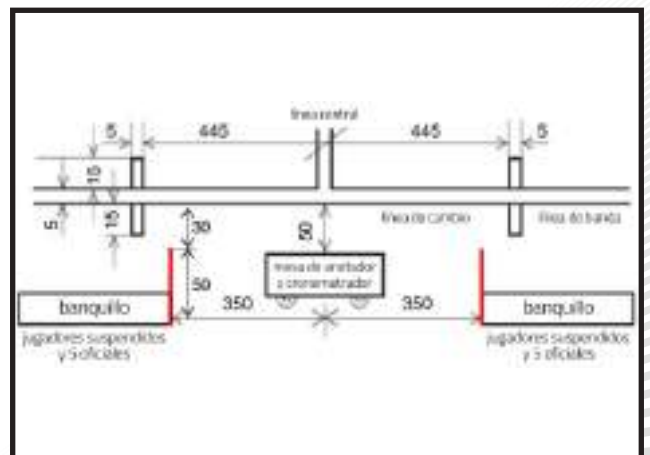 línea central
5
445
445
5
15
5
15
30
50
línea de cambio
línea de banda
mesa de anotador
y cronometrador
50
banquillo
350
350
banquillo
jugadores suspendidos
y 5 oficiales
jugadores suspendidos
y 5 oficiales